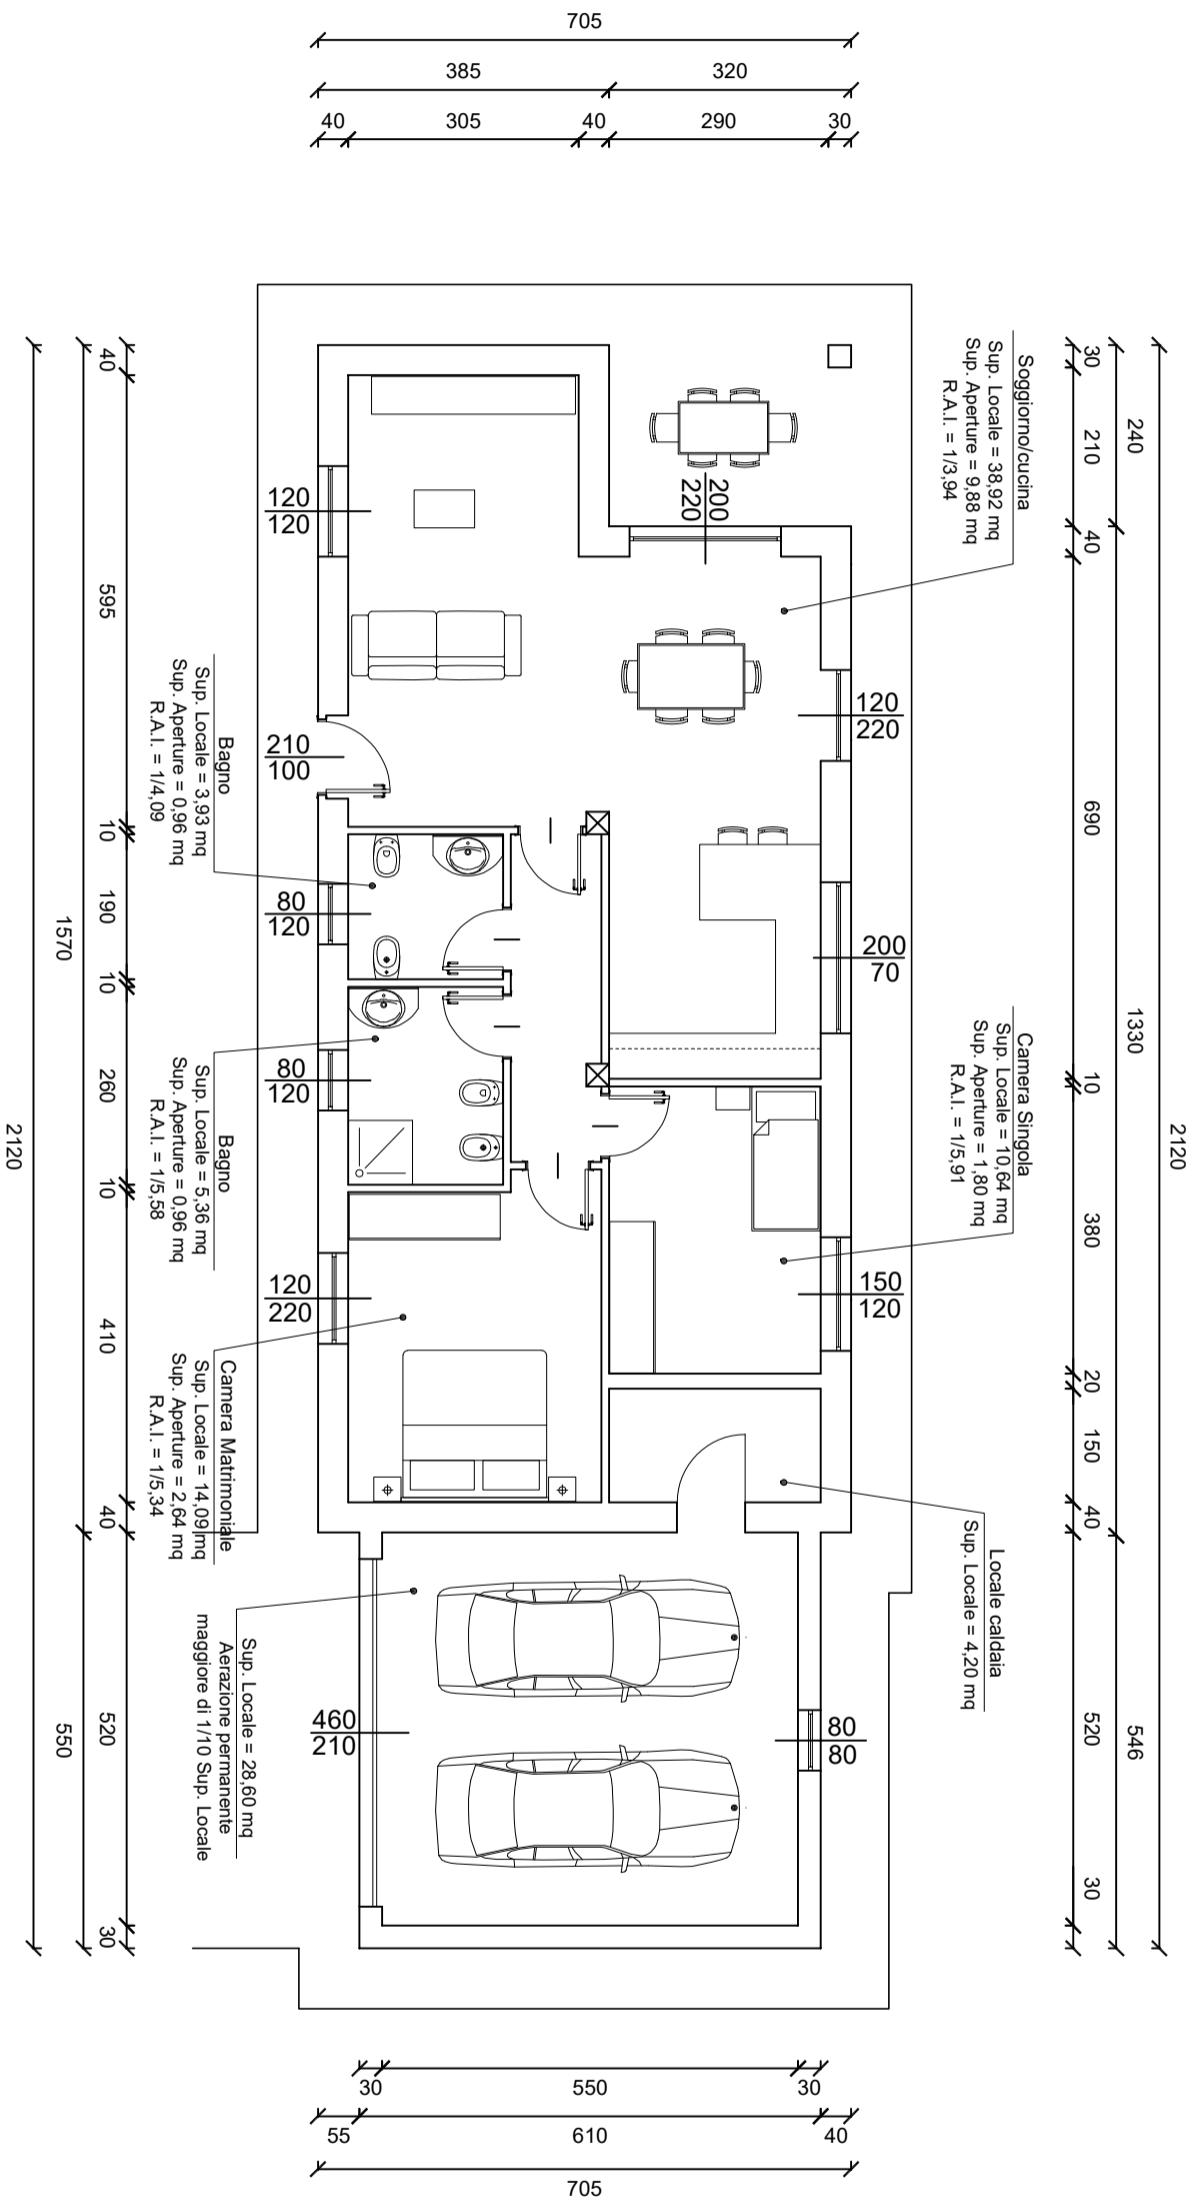 705
385 320
40 305 40 290 30
Soggiorno/cucina
Sup. Locale = 38,92 mq
Sup. Aperture = 9,88 mq
R.A.I. = 1/3,94
Camera Singola
Sup. Locale = 10,64 mq
Sup. Aperture = 1,80 mq
R.A.I. = 1/5,91
Locale caldaia
Sup. Locale = 4,20 mq
2120
240 1330 546
30 210 40 690 10 380 20 150 40 520 30
200
220
120
120
120
220
210
100
80
120
200
70
80
120
150
120
120
220
460
210
80
80
Bagno
Sup. Locale = 3,93 mq
Sup. Aperture = 0,96 mq
R.A.I. = 1/4,09
Bagno
Sup. Locale = 5,36 mq
Sup. Aperture = 0,96 mq
R.A.I. = 1/5,58
Camera Matrimoniale
Sup. Locale = 14,09 mq
Sup. Aperture = 2,64 mq
R.A.I. = 1/5,34
Sup. Locale = 28,60 mq
Aerazione permanente
maggiore di 1/10 Sup. Locale
40 595 10 190 10 260 10 410 40 520 30
1570 550
2120
30 550 30
55 610 40
705